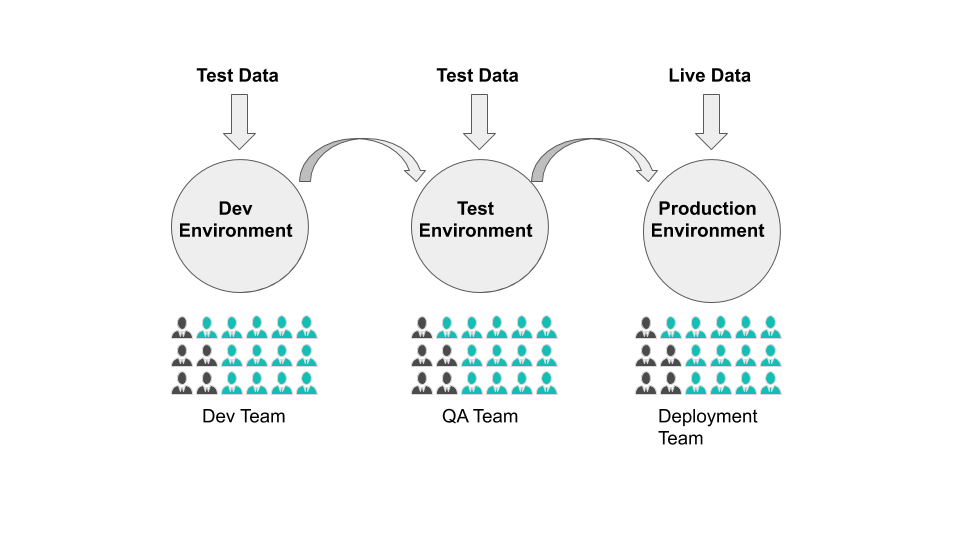 Test Data
Test Data
Live Data
Dev
Environment
Test
Environment
Production
Environment
Dev Team
QA Team
Deployment
Team